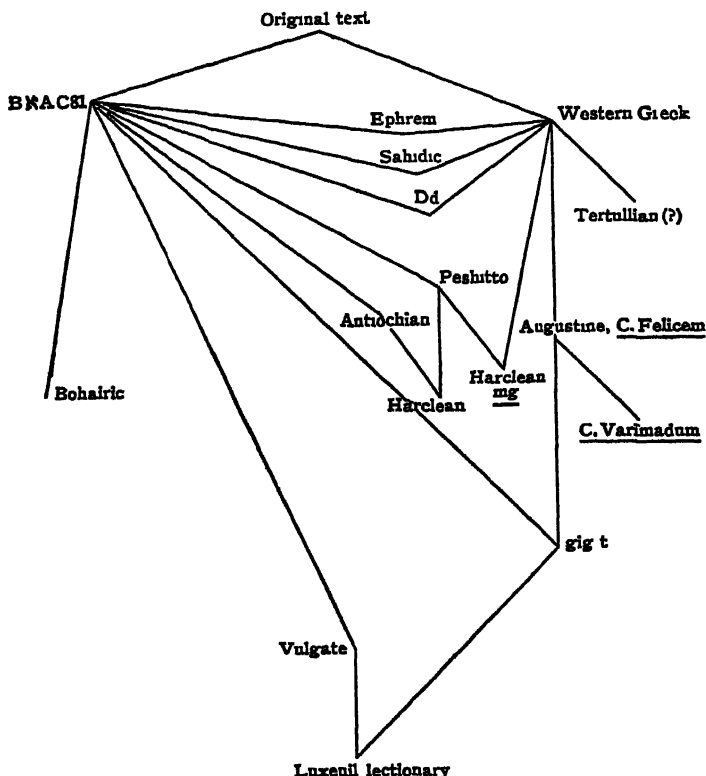 Original text
BℵAC81
Ephrem
Western Greek
Sahidic
Dd
Tertullian (?)
Peshitto
Antiochian
Augustine, C. Felicem
Harclean
mg
Bohairic
Harclean
C. Varimadum
gig t
Vulgate
Luxeuil lectionary